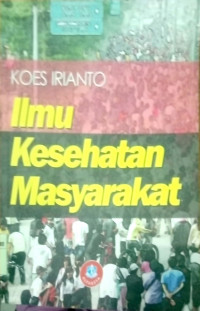 KOES IRIANTO
Ilmu
Kesehatan
Masyarakat